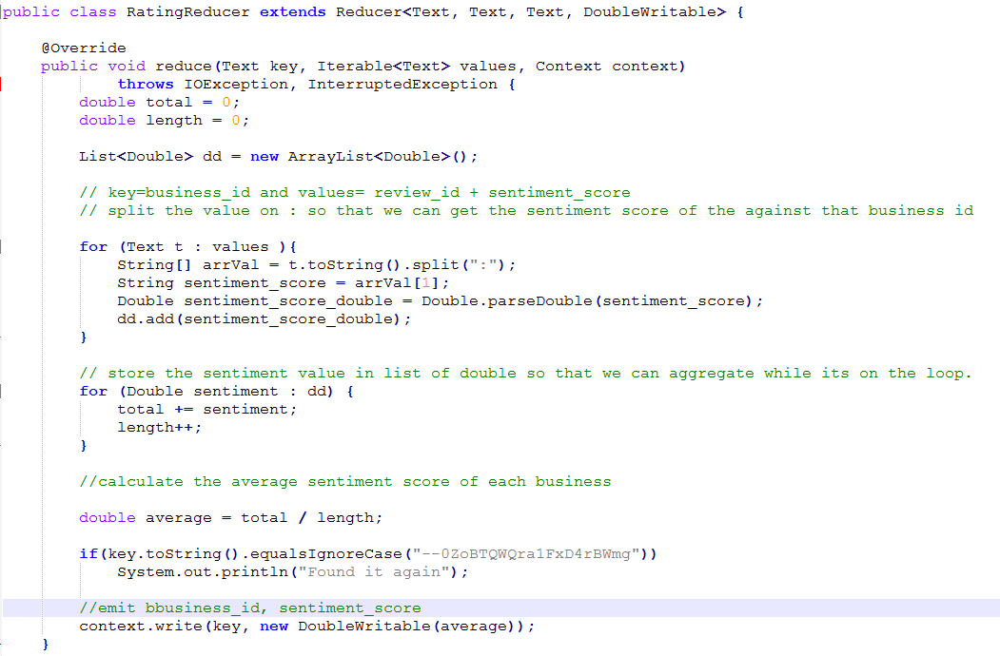 public class RatingReducer extends Reducer<Text, Text, Text, DoubleWritable> {
@Override
public void reduce(Text key, Iterable<Text> values, Context context)
throws IOException, InterruptedException {
double total = 0;
double length = 0;
List<Double> dd = new ArrayList<Double>();
// key=business_id and values= review_id + sentiment_score
// split the value on : so that we can get the sentiment score of the against that business id
for (Text t : values ){
String[] arrVal = t.toString().split(":");
String sentiment_score = arrVal[1];
Double sentiment_score_double = Double.parseDouble(sentiment_score);
dd.add(sentiment_score_double);
}
// store the sentiment value in list of double so that we can aggregate while its on the loop.
for (Double sentiment : dd) {
total += sentiment;
length++;
}
//calculate the average sentiment score of each business
double average = total / length;
if(key.toString().equalsIgnoreCase("--0ZoBTQWQra1FxD4rBWmg"))
System.out.println("Found it again");
//emit bbusiness_id, sentiment_score
context.write(key, new DoubleWritable(average));
}